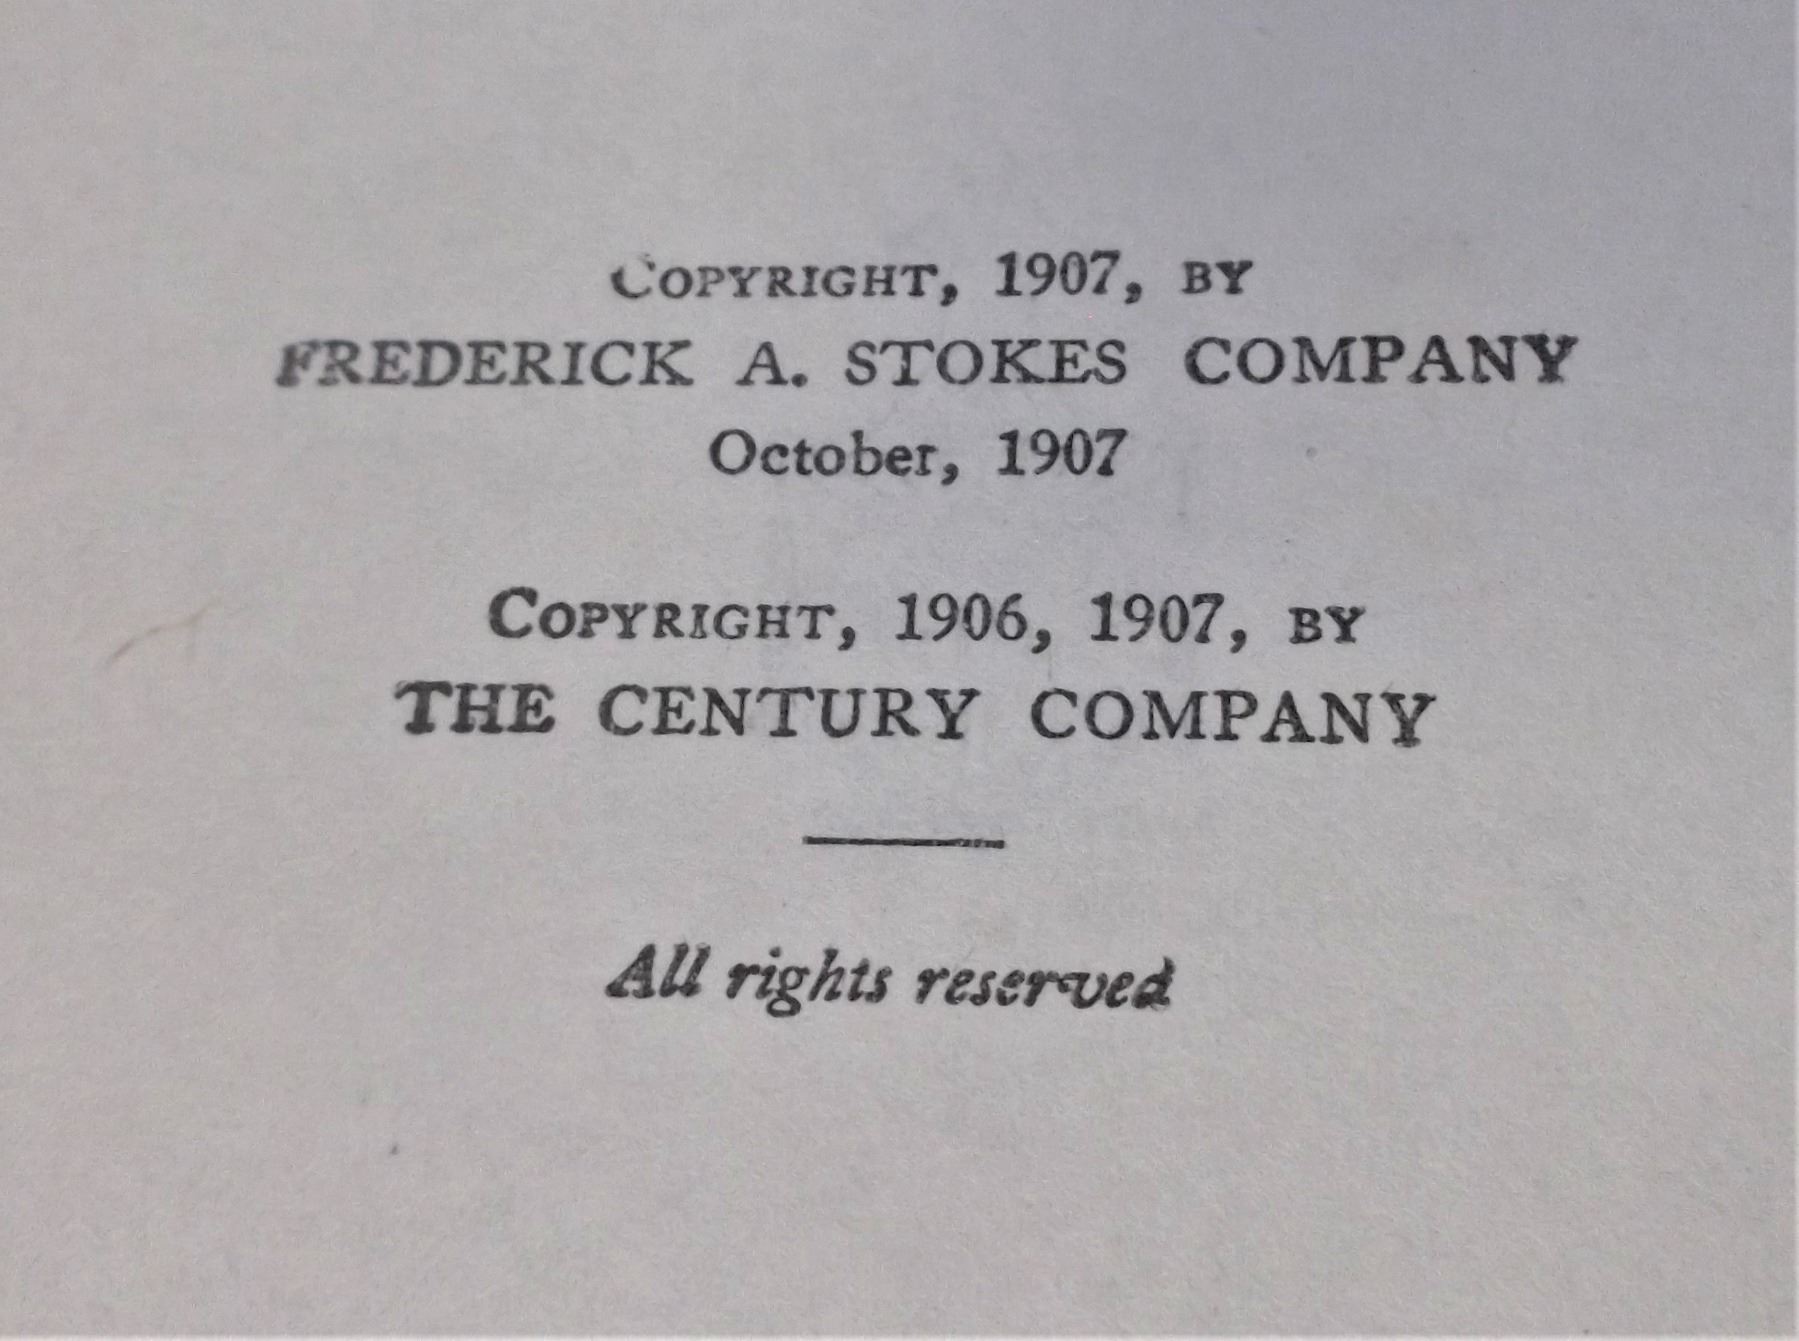 Copyright, 1907, by
FREDERICK A. STOKES COMPANY
October, 1907
Copyright, 1906, 1907, by
THE CENTURY COMPANY
All rights reserved